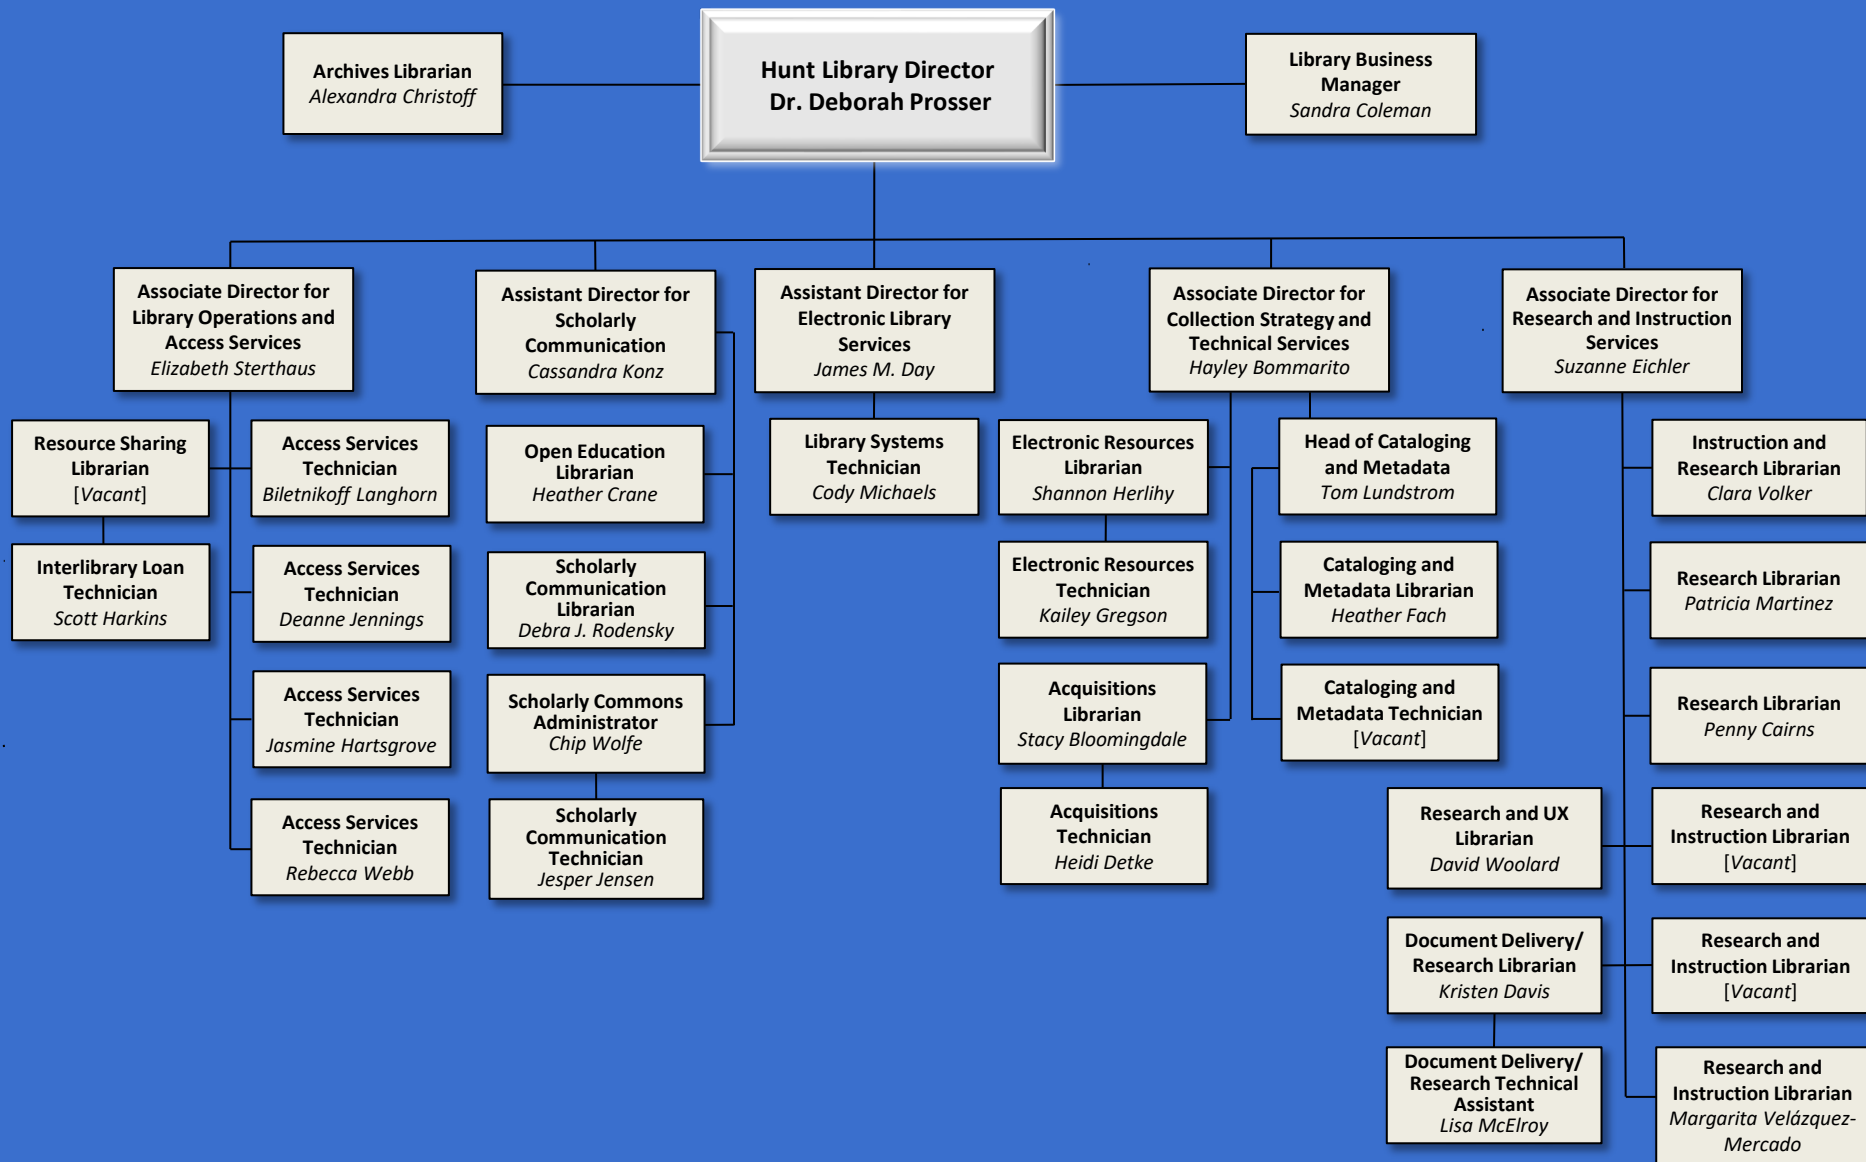 Archives Librarian
Alexandra Christoff
Hunt Library Director
Dr. Deborah Prosser
Library Business
Manager
Sandra Coleman
Associate Director for
Library Operations and
Access Services
Elizabeth Sterthaus
Assistant Director for
Scholarly
Communication
Cassandra Konz
Assistant Director for
Electronic Library
Services
James M. Day
Associate Director for
Collection Strategy and
Technical Services
Hayley Bommarito
Associate Director for
Research and Instruction
Services
Suzanne Eichler
Resource Sharing
Librarian
[Vacant]
Access Services
Technician
Biletnikoff Langhorn
Interlibrary Loan
Technician
Scott Harkins
Access Services
Technician
Deanne Jennings
Access Services
Technician
Jasmine Hartsgrove
Access Services
Technician
Rebecca Webb
Open Education
Librarian
Heather Crane
Scholarly
Communication
Librarian
Debra J. Rodensky
Scholarly Commons
Administrator
Chip Wolfe
Scholarly
Communication
Technician
Jesper Jensen
Library Systems
Technician
Cody Michaels
Electronic Resources
Librarian
Shannon Herlihy
Electronic Resources
Technician
Kailey Gregson
Acquisitions
Librarian
Stacy Bloomingdale
Acquisitions
Technician
Heidi Detke
Head of Cataloging
and Metadata
Tom Lundstrom
Cataloging and
Metadata Librarian
Heather Fach
Cataloging and
Metadata Technician
[Vacant]
Instruction and
Research Librarian
Clara Volker
Research Librarian
Patricia Martinez
Research Librarian
Penny Cairns
Research and UX
Librarian
David Woolard
Research and
Instruction Librarian
[Vacant]
Document Delivery/
Research Librarian
Kristen Davis
Research and
Instruction Librarian
[Vacant]
Document Delivery/
Research Technical
Assistant
Lisa McElroy
Research and
Instruction Librarian
Margarita Velázquez-
Mercado